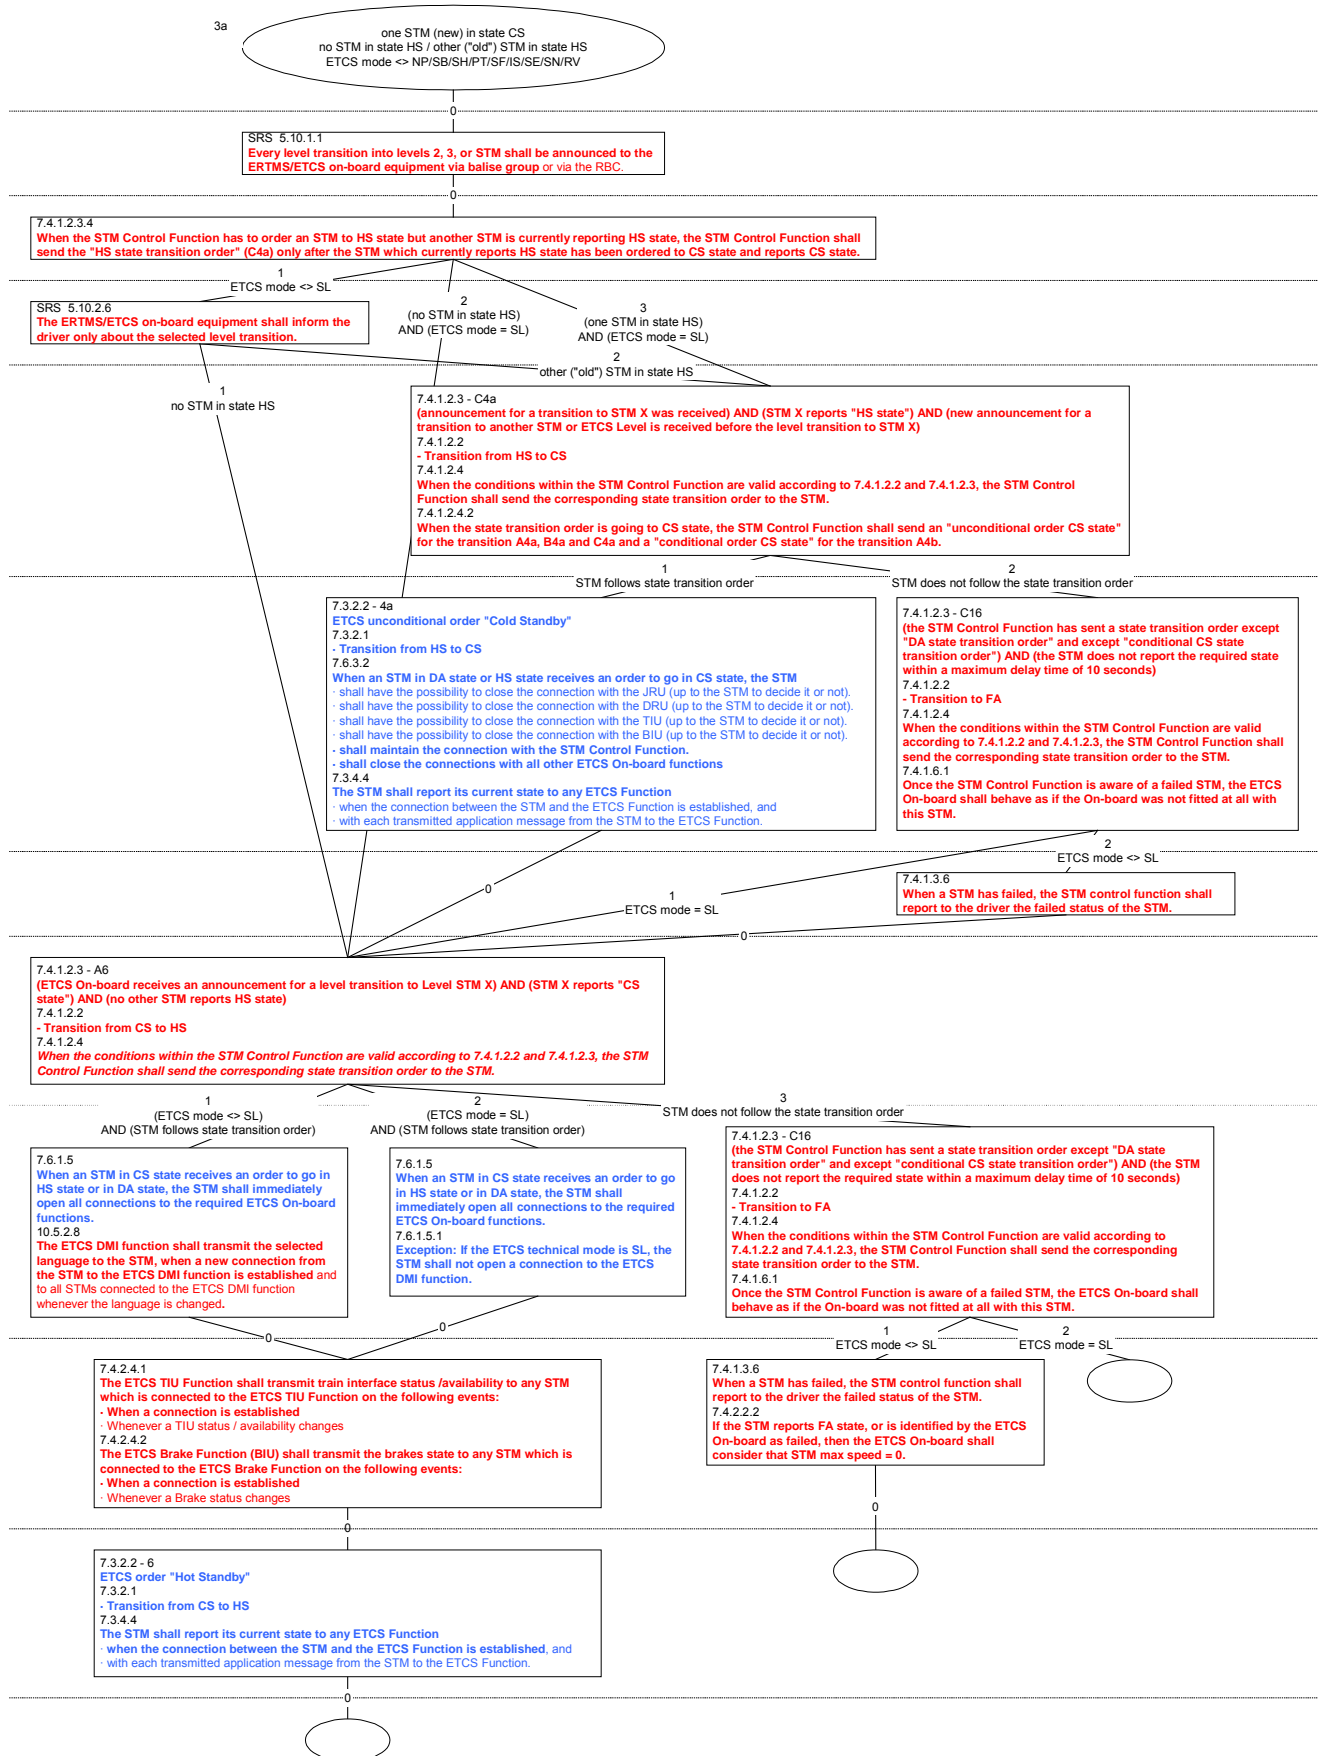 3a
one STM (new) in state CS
no STM in state HS / other ("old") STM in state HS
ETCS mode <> NP/SB/SH/PT/SF/IS/SE/SN/RV
0
SRS  5.10.1.1
Every level transition into levels 2, 3, or STM shall be announced to the
ERTMS/ETCS on-board equipment via balise group or via the RBC.
0
7.4.1.2.3.4
When the STM Control Function has to order an STM to HS state but another STM is currently reporting HS state, the STM Control Function shall
send the "HS state transition order" (C4a) only after the STM which currently reports HS state has been ordered to CS state and reports CS state.
1
ETCS mode <> SL
2
(no STM in state HS)
AND (ETCS mode = SL)
3
(one STM in state HS)
AND (ETCS mode = SL)
SRS  5.10.2.6
The ERTMS/ETCS on-board equipment shall inform the
driver only about the selected level transition.
2
other ("old") STM in state HS
1
no STM in state HS
7.4.1.2.3 - C4a
(announcement for a transition to STM X was received) AND (STM X reports "HS state") AND (new announcement for a
transition to another STM or ETCS Level is received before the level transition to STM X)
7.4.1.2.2
- Transition from HS to CS
7.4.1.2.4
When the conditions within the STM Control Function are valid according to 7.4.1.2.2 and 7.4.1.2.3, the STM Control
Function shall send the corresponding state transition order to the STM.
7.4.1.2.4.2
When the state transition order is going to CS state, the STM Control Function shall send an "unconditional order CS state"
for the transition A4a, B4a and C4a and a "conditional order CS state" for the transition A4b.
1
STM follows state transition order
2
STM does not follow the state transition order
7.3.2.2 - 4a
ETCS unconditional order "Cold Standby"
7.3.2.1
- Transition from HS to CS
7.6.3.2
When an STM in DA state or HS state receives an order to go in CS state, the STM
· shall have the possibility to close the connection with the JRU (up to the STM to decide it or not).
· shall have the possibility to close the connection with the DRU (up to the STM to decide it or not).
· shall have the possibility to close the connection with the TIU (up to the STM to decide it or not).
· shall have the possibility to close the connection with the BIU (up to the STM to decide it or not).
· shall maintain the connection with the STM Control Function.
· shall close the connections with all other ETCS On-board functions
7.3.4.4
The STM shall report its current state to any ETCS Function
· when the connection between the STM and the ETCS Function is established, and
· with each transmitted application message from the STM to the ETCS Function.
7.4.1.2.3 - C16
(the STM Control Function has sent a state transition order except
"DA state transition order" and except "conditional CS state
transition order") AND (the STM does not report the required state
within a maximum delay time of 10 seconds)
7.4.1.2.2
- Transition to FA
7.4.1.2.4
When the conditions within the STM Control Function are valid
according to 7.4.1.2.2 and 7.4.1.2.3, the STM Control Function shall
send the corresponding state transition order to the STM.
7.4.1.6.1
Once the STM Control Function is aware of a failed STM, the ETCS
On-board shall behave as if the On-board was not fitted at all with
this STM.
2
ETCS mode <> SL
0
1
ETCS mode = SL
7.4.1.3.6
When a STM has failed, the STM control function shall
report to the driver the failed status of the STM.
0
7.4.1.2.3 - A6
(ETCS On-board receives an announcement for a level transition to Level STM X) AND (STM X reports "CS
state") AND (no other STM reports HS state)
7.4.1.2.2
- Transition from CS to HS
7.4.1.2.4
When the conditions within the STM Control Function are valid according to 7.4.1.2.2 and 7.4.1.2.3, the STM
Control Function shall send the corresponding state transition order to the STM.
1
(ETCS mode <> SL)
AND (STM follows state transition order)
2
(ETCS mode = SL)
AND (STM follows state transition order)
3
STM does not follow the state transition order
7.6.1.5
When an STM in CS state receives an order to go in
HS state or in DA state, the STM shall immediately
open all connections to the required ETCS On-board
functions.
10.5.2.8
The ETCS DMI function shall transmit the selected
language to the STM, when a new connection from
the STM to the ETCS DMI function is established and
to all STMs connected to the ETCS DMI function
whenever the language is changed.
7.6.1.5
When an STM in CS state receives an order to go
in HS state or in DA state, the STM shall
immediately open all connections to the required
ETCS On-board functions.
7.6.1.5.1
Exception: If the ETCS technical mode is SL, the
STM shall not open a connection to the ETCS
DMI function.
7.4.1.2.3 - C16
(the STM Control Function has sent a state transition order except "DA state
transition order" and except "conditional CS state transition order") AND (the STM
does not report the required state within a maximum delay time of 10 seconds)
7.4.1.2.2
- Transition to FA
7.4.1.2.4
When the conditions within the STM Control Function are valid according to
7.4.1.2.2 and 7.4.1.2.3, the STM Control Function shall send the corresponding
state transition order to the STM.
7.4.1.6.1
Once the STM Control Function is aware of a failed STM, the ETCS On-board shall
behave as if the On-board was not fitted at all with this STM.
0
0
1
ETCS mode <> SL
2
ETCS mode = SL
7.4.2.4.1
The ETCS TIU Function shall transmit train interface status /availability to any STM
which is connected to the ETCS TIU Function on the following events:
· When a connection is established
· Whenever a TIU status / availability changes
7.4.2.4.2
The ETCS Brake Function (BIU) shall transmit the brakes state to any STM which is
connected to the ETCS Brake Function on the following events:
· When a connection is established
· Whenever a Brake status changes
7.4.1.3.6
When a STM has failed, the STM control function shall
report to the driver the failed status of the STM.
7.4.2.2.2
If the STM reports FA state, or is identified by the ETCS
On-board as failed, then the ETCS On-board shall
consider that STM max speed = 0.
0
0
7.3.2.2 - 6
ETCS order "Hot Standby"
7.3.2.1
- Transition from CS to HS
7.3.4.4
The STM shall report its current state to any ETCS Function
· when the connection between the STM and the ETCS Function is established, and
· with each transmitted application message from the STM to the ETCS Function.
0